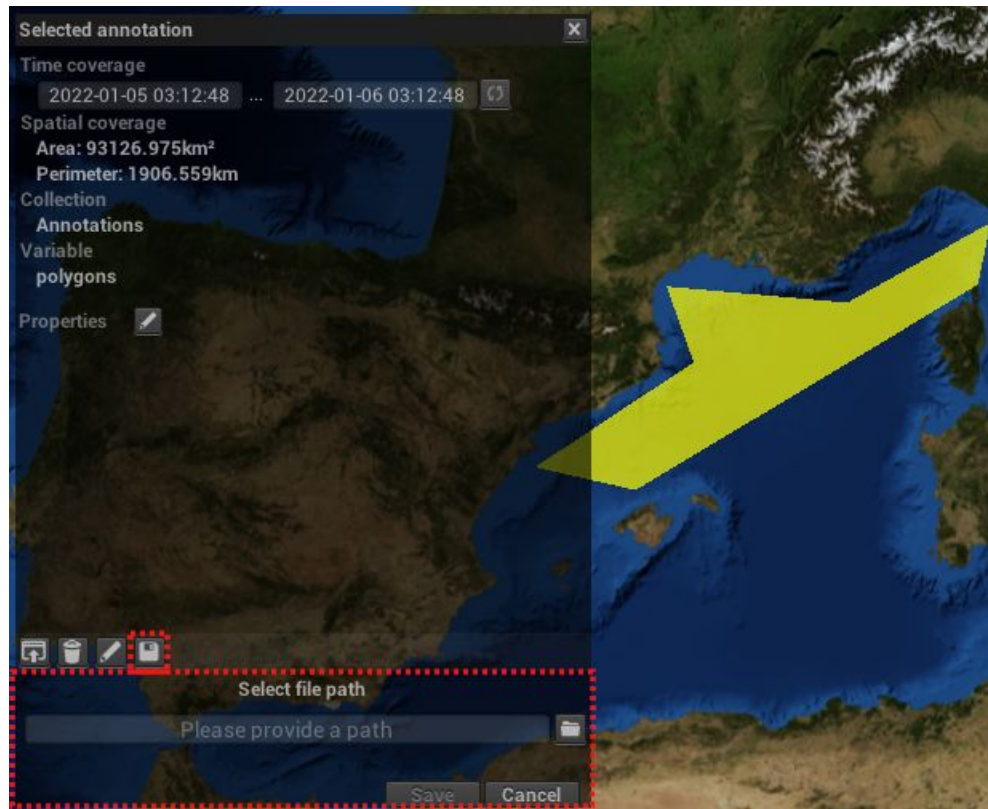 Selected annotation
Time coverage
2022-01-05 03:12:48 ... 2022-01-06 03:12:48
Spatial coverage
Area: 93126.975km²
Perimeter: 1906.559km
Collection
Annotations
Variable
polygons
Properties
Select file path
Please provide a path
Save Cancel